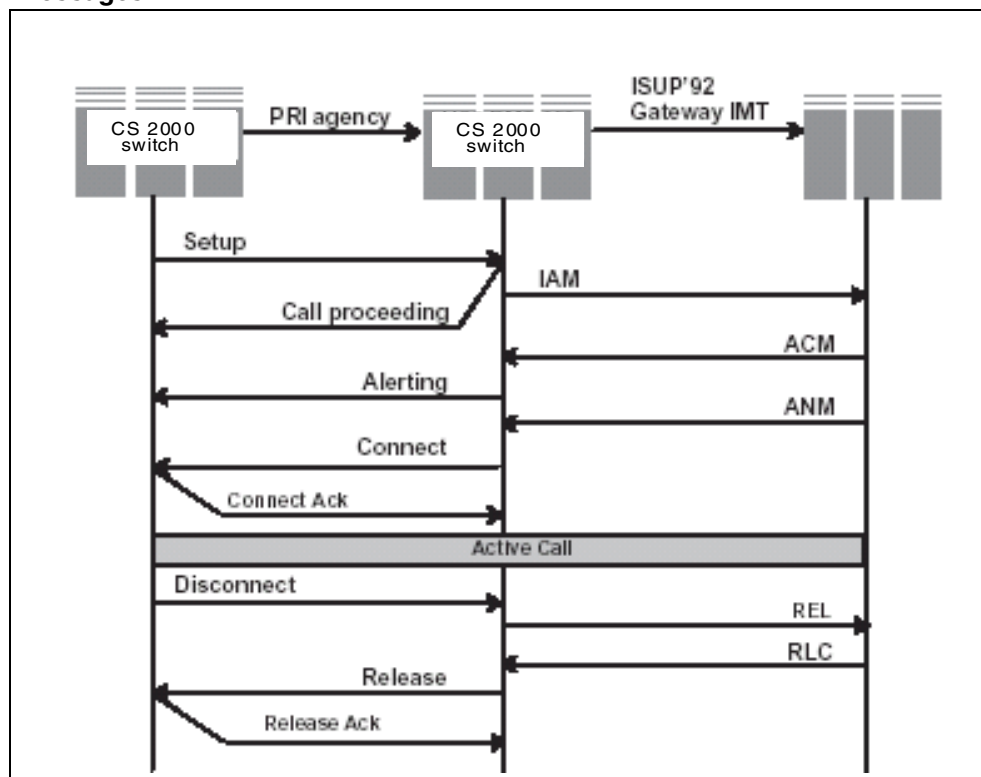 CS 2000
switch
PRI agency
CS 2000
switch
ISUP'92
Gateway IMT
Setup
IAM
Call proceeding
ACM
Alerting
ANM
Connect
Connect Ack
Active Call
Disconnect
REL
RLC
Release
Release Ack